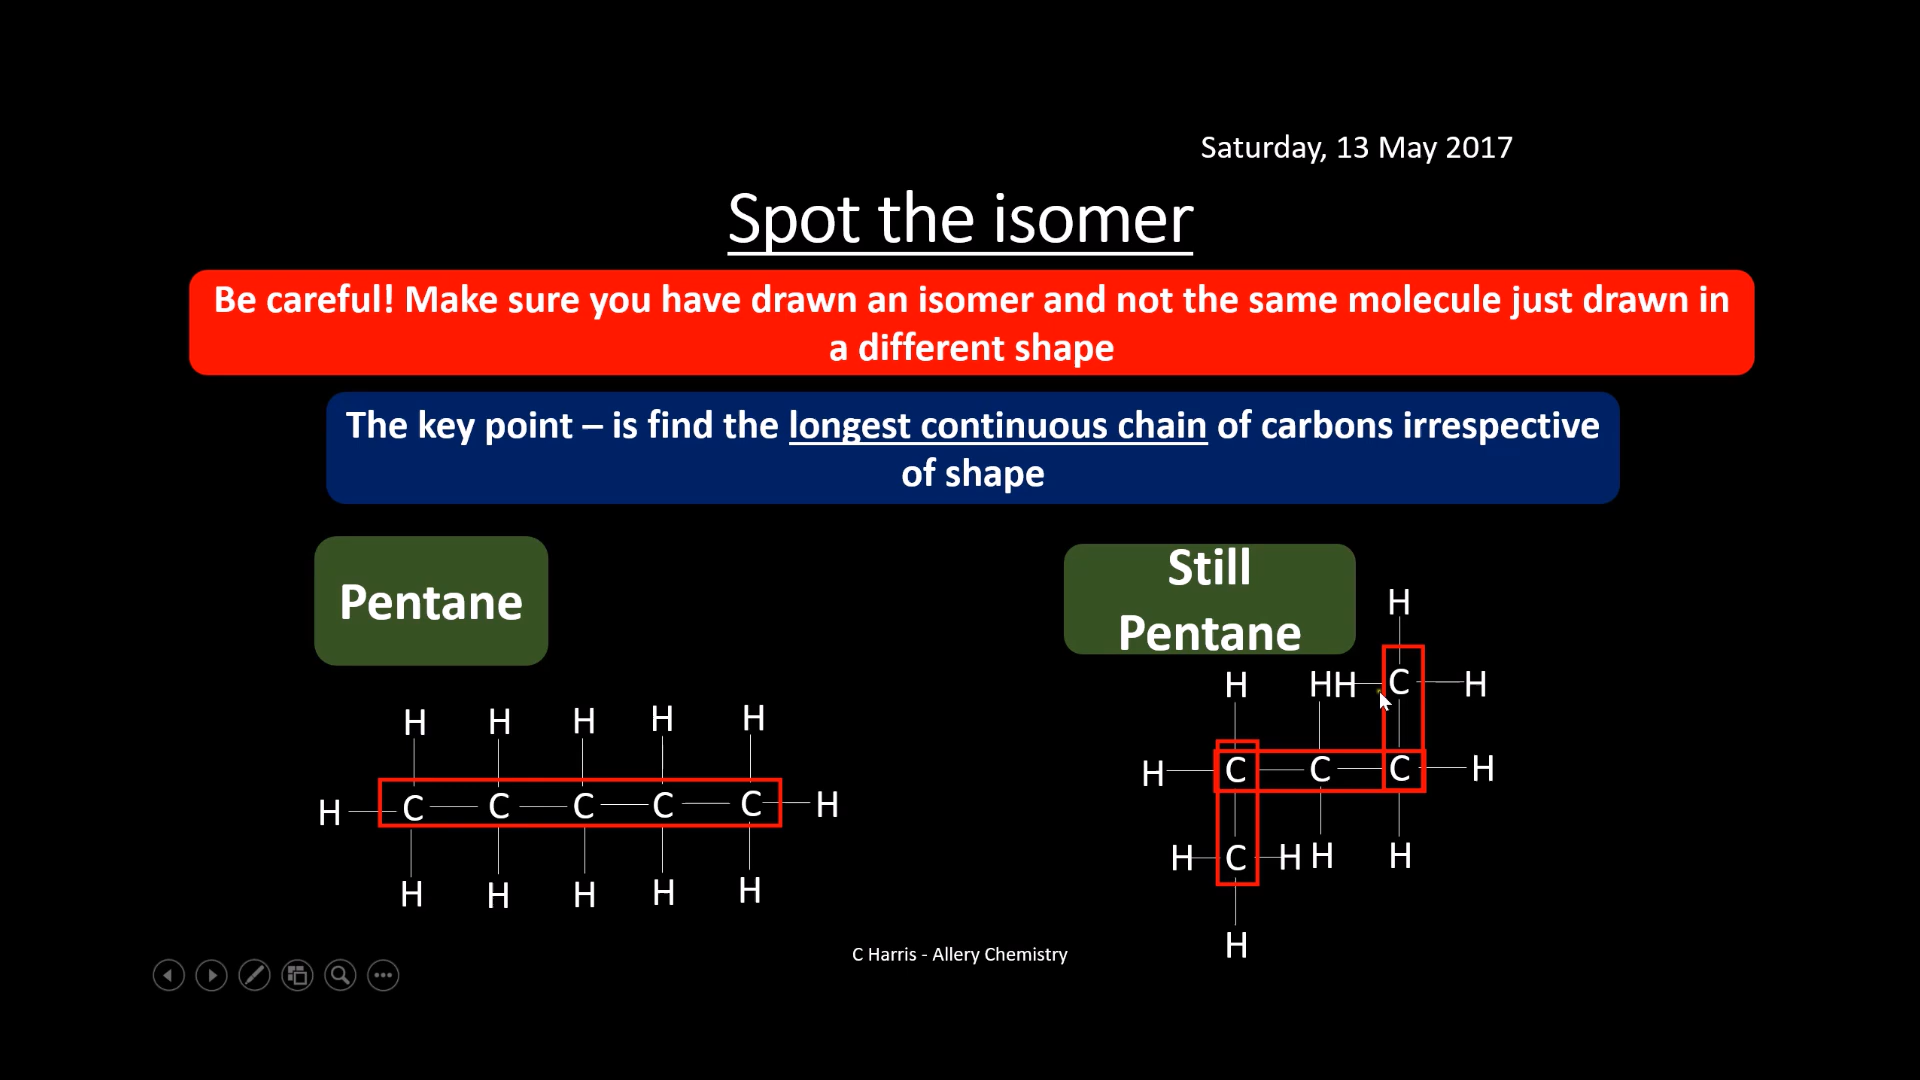 Saturday, 13 May 2017
Spot the isomer
Be careful! Make sure you have drawn an isomer and not the same molecule just drawn in
a different shape
The key point – is find the longest continuous chain of carbons irrespective
of shape
Pentane
Still
Pentane
H H H H H
H C C C C C H
H H H H H
H
H H H C H
H C C C H
H C H H H
H
C Harris - Allery Chemistry